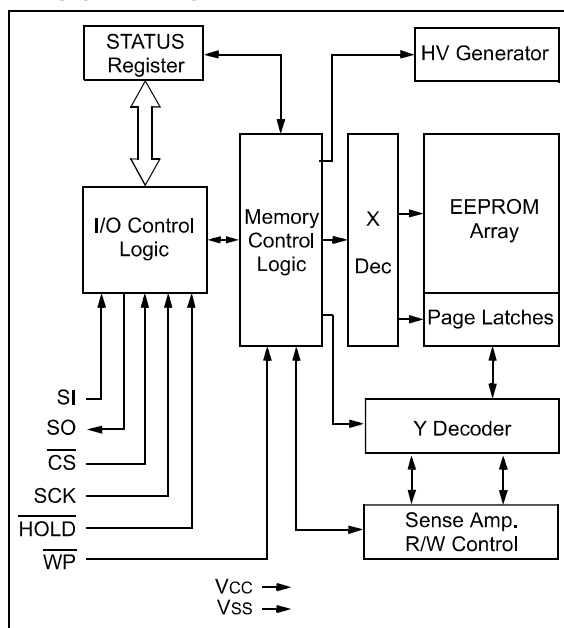 STATUS
Register
HV Generator
I/O Control
Logic
Memory
Control
Logic
X
Dec
EEPROM
Array
Page Latches
Y Decoder
Sense Amp.
R/W Control
SI
SO
CS
SCK
HOLD
WP
VCC
VSS